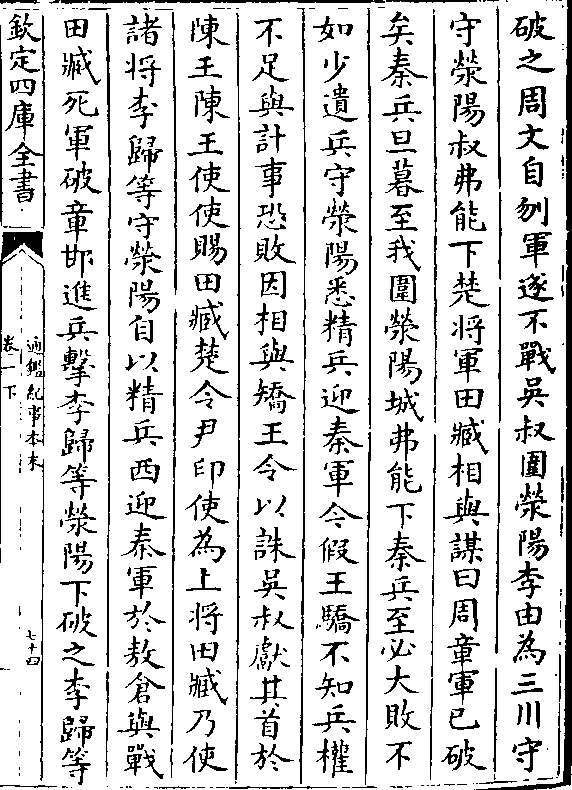 破之周文自刎軍遂不戰吳叔圍滎陽李由為三川守
守滎陽叔弗能下楚將軍田臧相與謀曰周章軍已破
矣秦兵旦暮至我圍滎陽城弗能下秦兵至必大敗不
如少遺兵守滎陽悉精兵迎秦軍今假王驕不知兵權
不足與計事恐敗因相與矯王令以誅吳叔獻其首於
陳王陳王使使賜田臧楚令尹印使為上將田臧乃使
諸將李歸等守滎陽自以精兵西迎秦軍於敖倉與戰
田臧死軍破章邯進兵擊李歸等滎陽下破之李歸等
欽定四庫全書
通鑑紀事本末
卷一下
七十四